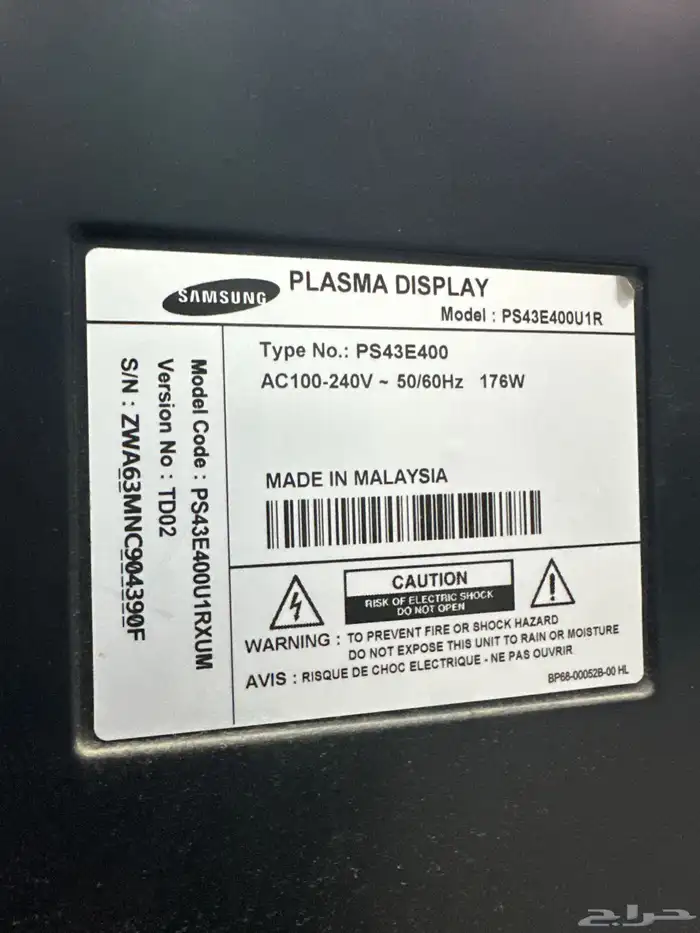 SAMSUNG
PLASMA DISPLAY
Model : PS43E400U1R
Model Code : PS43E400U1RXUM
Version No : TD02
S/N : ZWA63MNC904390F
Type No.: PS43E400
AC100-240V ~ 50/60Hz 176W
MADE IN MALAYSIA
CAUTION
RISK OF ELECTRIC SHOCK
DO NOT OPEN
WARNING : TO PREVENT FIRE OR SHOCK HAZARD
DO NOT EXPOSE THIS UNIT TO RAIN OR MOISTURE
AVIS : RISQUE DE CHOC ELECTRIQUE - NE PAS OUVRIR
BP68-00052B-00 HL
حراج